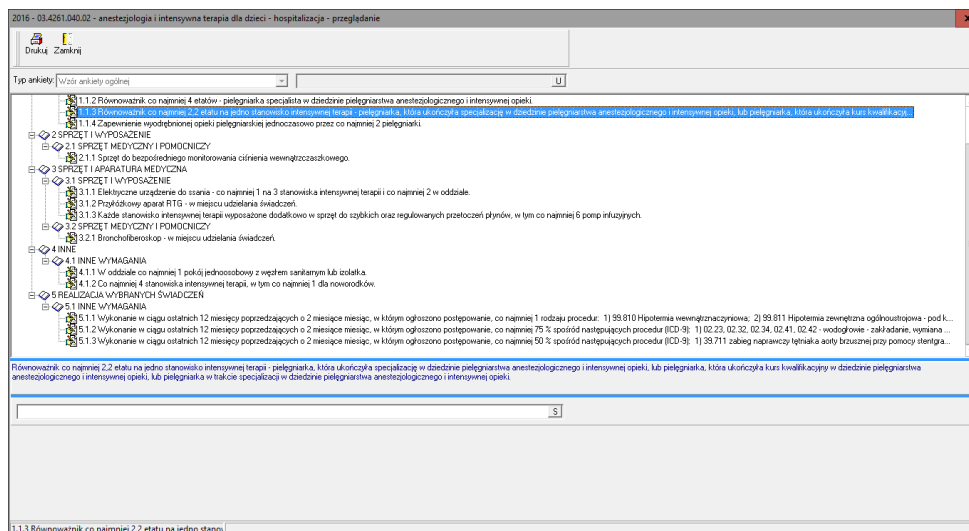 2016 - 03.4261.040.02 - anestezjologia i intensywna terapia dla dzieci - hospitalizacja - przeglądanie
Drukuj Zamknij
Typ ankiety: Wzór ankiety ogólnej U
1.1.2 Równoważnik co najmniej 4 etatów - pielęgniarka specjalista w dziedzinie pielęgniarstwa anestezjologicznego i intensywnej opieki.
1.1.3 Równoważnik co najmniej 2,2 etatu na jedno stanowisko intensywnej terapii - pielęgniarka, która ukończyła specjalizację w dziedzinie pielęgniarstwa anestezjologicznego i intensywnej opieki, lub pielęgniarka, która ukończyła kurs kwalifikacyj...
1.1.4 Zapewnienie wyodrębnionej opieki pielęgniarskiej jednoczasowo przez co najmniej 2 pielęgniarki.
2 SPRZĘT I WYPOSAŻENIE
2.1 SPRZĘT MEDYCZNY I POMOCNICZY
2.1.1 Sprzęt do bezpośredniego monitorowania ciśnienia wewnątrzczaszkowego.
3 SPRZĘT I APARATURA MEDYCZNA
3.1 SPRZĘT I WYPOSAŻENIE
3.1.1 Elektryczne urządzenie do ssania - co najmniej 1 na 3 stanowiska intensywnej terapii i co najmniej 2 w oddziale.
3.1.2 Przyłóżkowy aparat RTG - w miejscu udzielania świadczeń.
3.1.3 Każde stanowisko intensywnej terapii wyposażone dodatkowo w sprzęt do szybkich oraz regulowanych przetoczeń płynów, w tym co najmniej 6 pomp infuzyjnych.
3.2 SPRZĘT MEDYCZNY I POMOCNICZY
3.2.1 Bronchofiberoskop - w miejscu udzielania świadczeń.
4 INNE
4.1 INNE WYMAGANIA
4.1.1 W oddziale co najmniej 1 pokój jednoosobowy z węzłem sanitarnym lub izolatka.
4.1.2 Co najmniej 4 stanowiska intensywnej terapii, w tym co najmniej 1 dla noworodków.
5 REALIZACJA WYBRANYCH ŚWIADCZEŃ
5.1 INNE WYMAGANIA
5.1.1 Wykonanie w ciągu ostatnich 12 miesięcy poprzedzających o 2 miesiące miesiąc, w którym ogłoszono postępowanie, co najmniej 1 rodzaju procedur: 1) 99.810 Hipotermia wewnątrznaczyniowa; 2) 99.811 Hipotermia zewnętrzna ogólnoustrojowa - pod k...
5.1.2 Wykonanie w ciągu ostatnich 12 miesięcy poprzedzających o 2 miesiące miesiąc, w którym ogłoszono postępowanie, co najmniej 75 % spośród następujących procedur (ICD-9): 1) 02.23, 02.32, 02.34, 02.41, 02.42 - wodogłowie - zakładanie, wymiana ...
5.1.3 Wykonanie w ciągu ostatnich 12 miesięcy poprzedzających o 2 miesiące miesiąc, w którym ogłoszono postępowanie, co najmniej 50 % spośród następujących procedur (ICD-9): 1) 39.711 zabieg naprawczy tętniaka aorty brzusznej przy pomocy stentgra...
Równoważnik co najmniej 2,2 etatu na jedno stanowisko intensywnej terapii - pielęgniarka, która ukończyła specjalizację w dziedzinie pielęgniarstwa anestezjologicznego i intensywnej opieki, lub pielęgniarka, która ukończyła kurs kwalifikacyjny w dziedzinie pielęgniarstwa
anestezjologicznego i intensywnej opieki, lub pielęgniarka w trakcie specjalizacji w dziedzinie pielęgniarstwa anestezjologicznego i intensywnej opieki.
S
1.1.3 Równoważnik co najmniej 2,2 etatu na jedno stanow